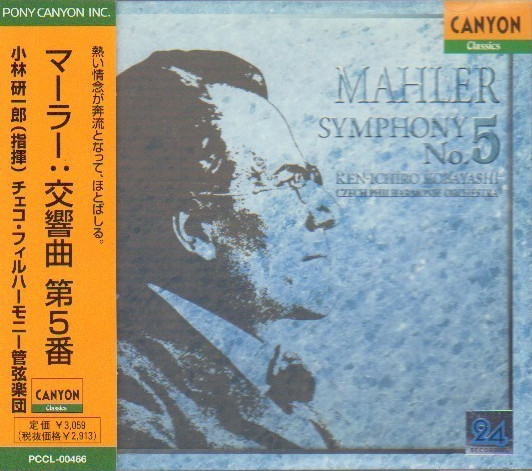 PONY CANYON INC.
熱い情念が奔流となって、ほとばしる。
マーラー：交響曲 第5番
小林 研一郎（指揮） チェコ・フィルハーモニー管弦楽団
CANYON
Classics
定価 ￥3,059
(税抜価格￥2,913)
PCCL-00466
CANYON
Classics
MAHLER
SYMPHONY
No.5
KEN-ICHIRO KOBAYASHI
CZECH PHILHARMONIC ORCHESTRA
24
RECORDING